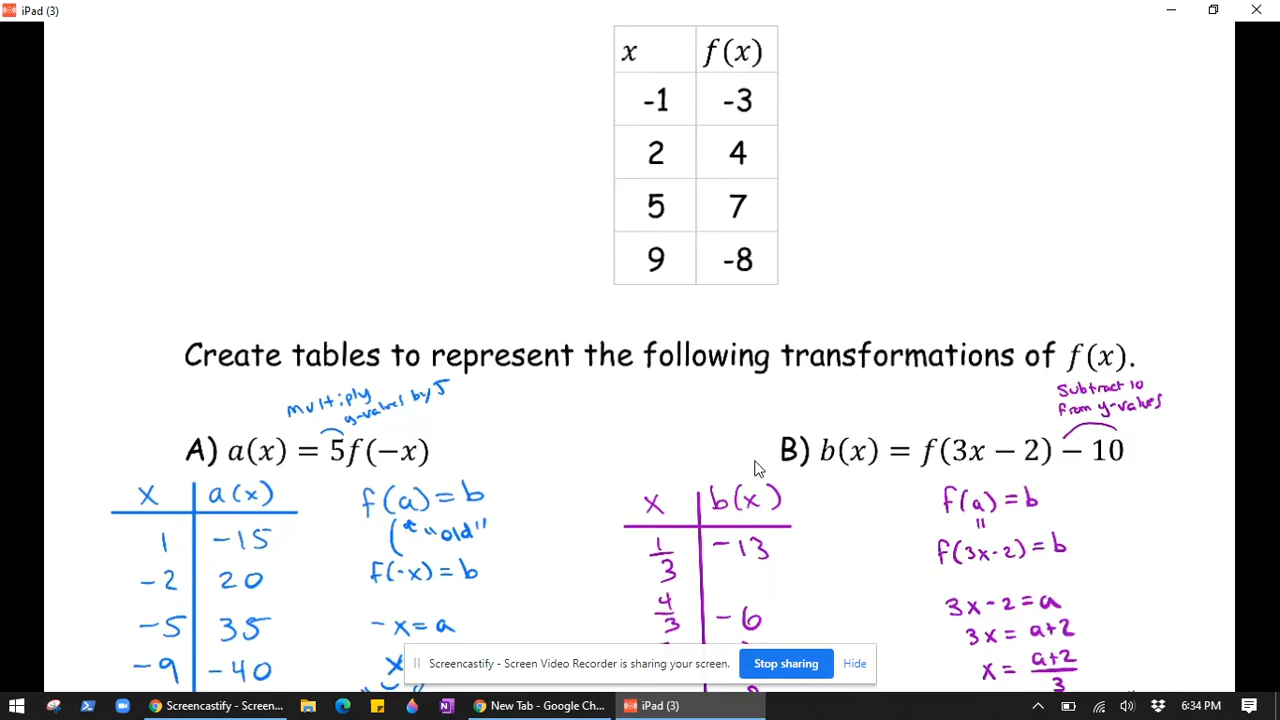 iPad (3)
x f(x)
-1 -3
2 4
5 7
9 -8
Create tables to represent the following transformations of f(x).
multiply
y-values by 5
Subtract 10
from y-values
A) a(x) = 5f(−x)
B) b(x) = f(3x − 2) − 10
x a(x)
1 -15
-2 20
-5 35
-9 -40
f(a) = b
"old"
f(-x) = b
-x = a
x
x b(x)
1/3 -13
4/3 -6
f(a) = b
"
f(3x-2) = b
3x-2 = a
3x = a+2
x = a+2/3
Screencastify - Screen Video Recorder is sharing your screen. Stop sharing Hide
Screencastify - Screen... New Tab - Google Ch... iPad (3) 6:34 PM